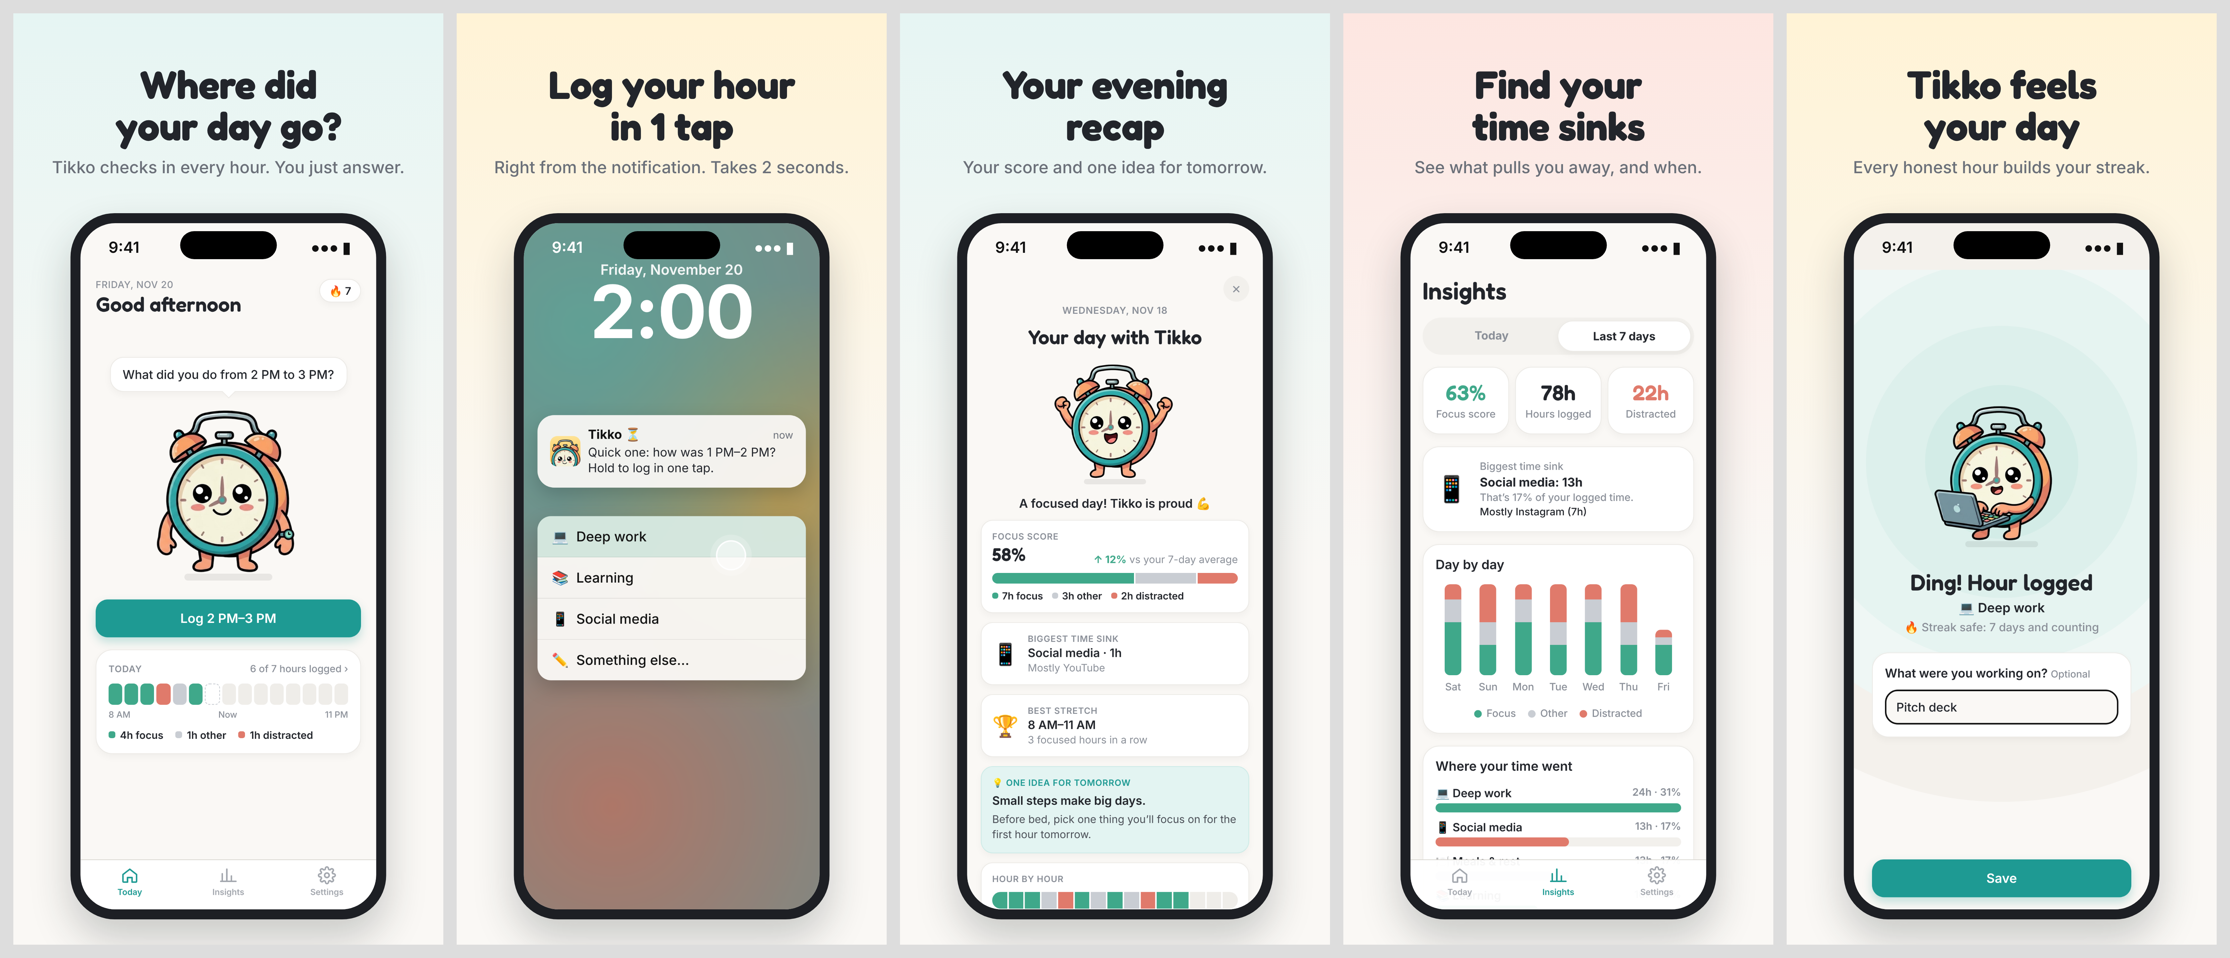 Where did
your day go?
Tikko checks in every hour. You just answer.
9:41
FRIDAY, NOV 20
Good afternoon
🔥 7
What did you do from 2 PM to 3 PM?
Log 2 PM–3 PM
TODAY
6 of 7 hours logged ›
8 AM
Now
11 PM
4h focus
1h other
1h distracted
Today
Insights
Settings
Log your hour
in 1 tap
Right from the notification. Takes 2 seconds.
9:41
Friday, November 20
2:00
Tikko ⏳
now
Quick one: how was 1 PM–2 PM?
Hold to log in one tap.
💻 Deep work
📚 Learning
📱 Social media
✏️ Something else...
Your evening
recap
Your score and one idea for tomorrow.
9:41
×
WEDNESDAY, NOV 18
Your day with Tikko
A focused day! Tikko is proud 💪
FOCUS SCORE
58%
↑ 12% vs your 7-day average
7h focus
3h other
2h distracted
BIGGEST TIME SINK
Social media · 1h
Mostly YouTube
BEST STRETCH
8 AM–11 AM
3 focused hours in a row
💡 ONE IDEA FOR TOMORROW
Small steps make big days.
Before bed, pick one thing you'll focus on for the
first hour tomorrow.
HOUR BY HOUR
Find your
time sinks
See what pulls you away, and when.
9:41
Insights
Today
Last 7 days
63%
Focus score
78h
Hours logged
22h
Distracted
Biggest time sink
Social media: 13h
That's 17% of your logged time.
Mostly Instagram (7h)
Day by day
Sat
Sun
Mon
Tue
Wed
Thu
Fri
Focus
Other
Distracted
Where your time went
💻 Deep work
24h · 31%
📱 Social media
13h · 17%
Today
Insights
Settings
Tikko feels
your day
Every honest hour builds your streak.
9:41
Ding! Hour logged
💻 Deep work
🔥 Streak safe: 7 days and counting
What were you working on? Optional
Pitch deck
Save